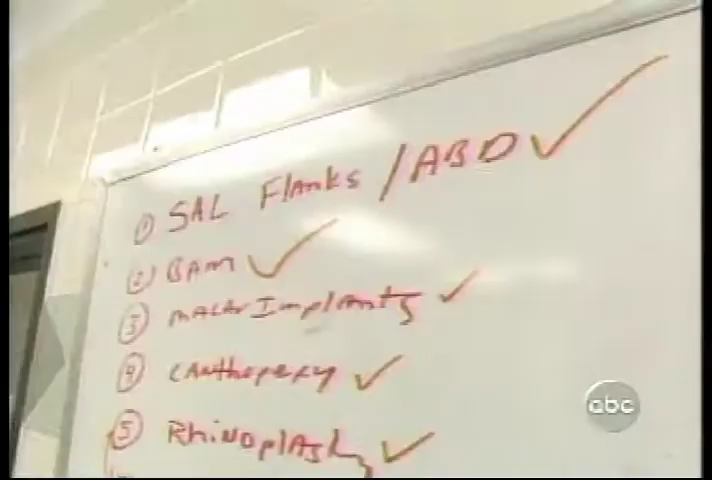 ① SAL Flanks / ABD ✓
② BAM ✓
③ malar Implants ✓
④ canthopexy ✓
⑤ Rhinoplasty ✓
abc